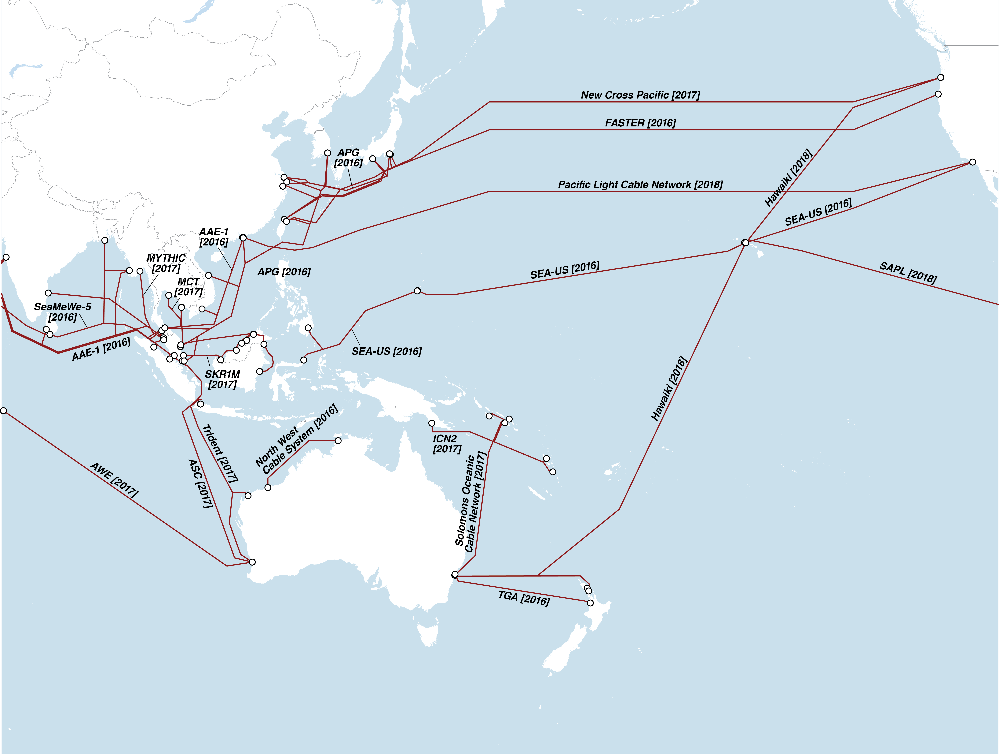 New Cross Pacific [2017]
FASTER [2016]
APG
[2016]
Hawaiki [2018]
Pacific Light Cable Network [2018]
SEA-US [2016]
AAE-1
[2016]
MYTHIC
[2017]
APG [2016]
SEA-US [2016]
SAPL [2018]
MCT
[2017]
SeaMeWe-5
[2016]
AAE-1 [2016]
SEA-US [2016]
SKR1M
[2017]
Hawaiki [2018]
North West
Cable System [2016]
Trident [2017]
ICN2
[2017]
ASC [2017]
AWE [2017]
Solomons Oceanic
Cable Network [2017]
TGA [2016]